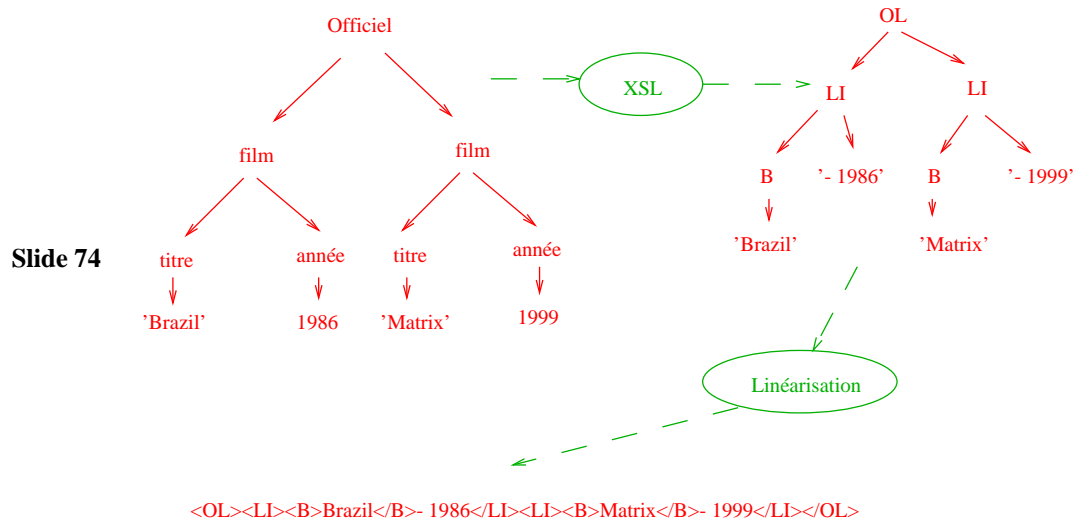 Officiel
OL
XSL
LI
LI
film
film
B
'- 1986'
B
'- 1999'
Slide 74
titre
année
titre
année
'Brazil'
'Matrix'
'Brazil'
1986
'Matrix'
1999
Linéarisation
<OL><LI><B>Brazil</B>- 1986</LI><LI><B>Matrix</B>- 1999</LI></OL>